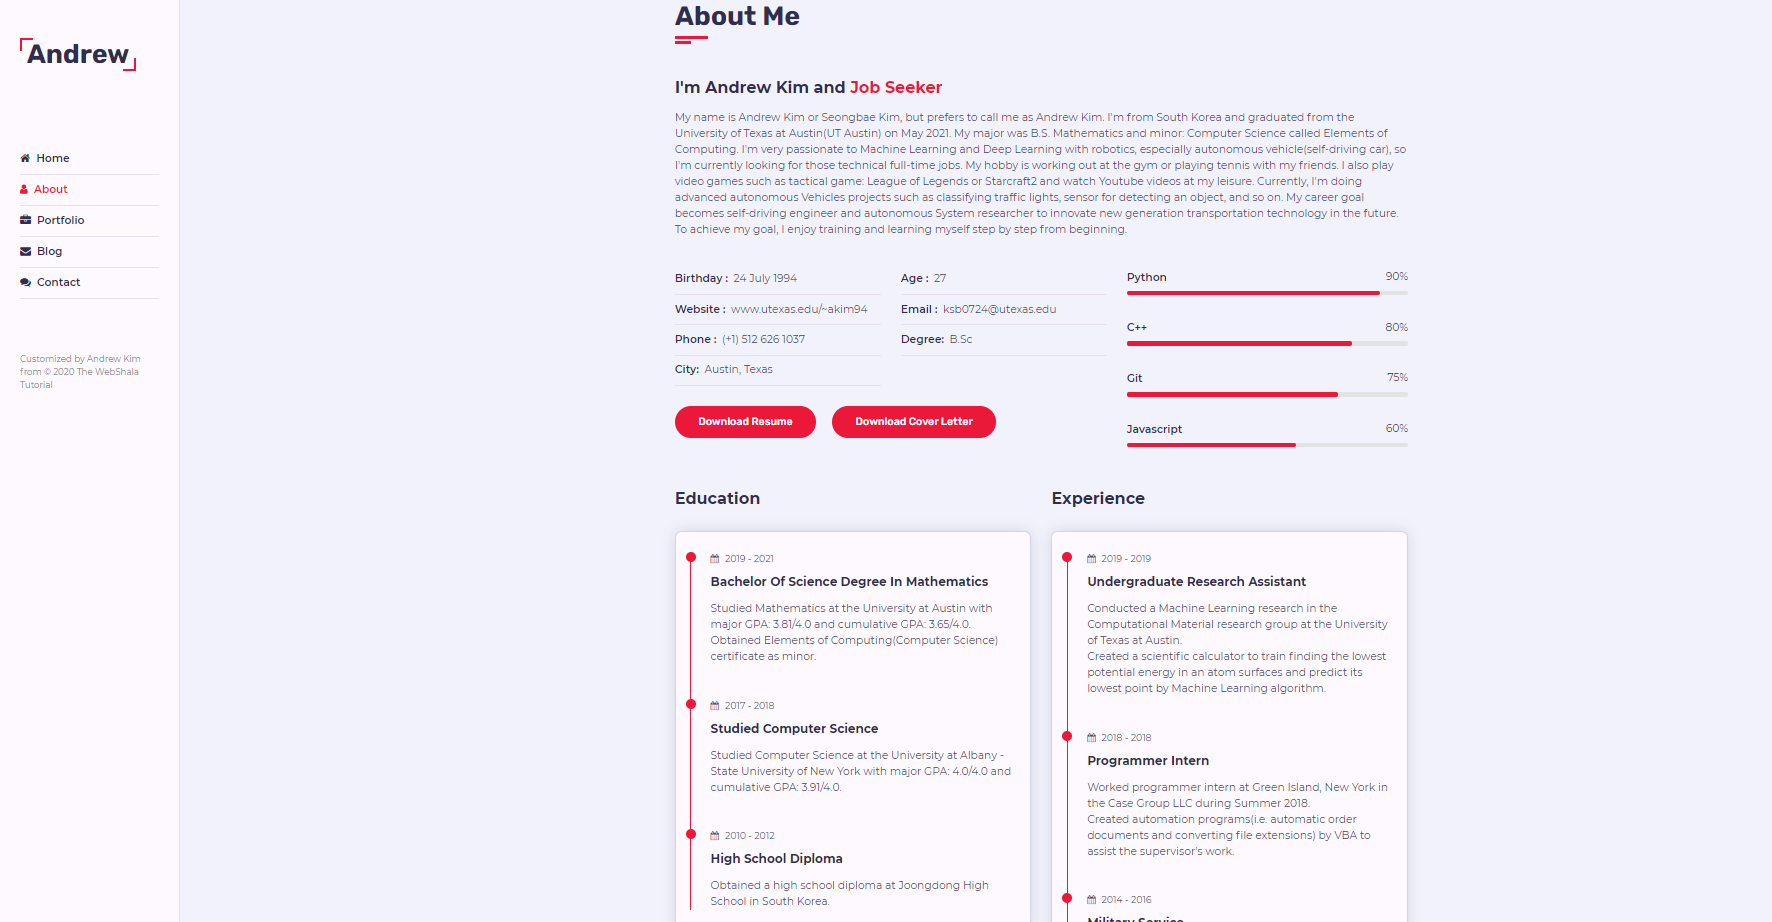 Andrew
Home
About
Portfolio
Blog
Contact
Customized by Andrew Kim
from © 2020 The WebShala
Tutorial
About Me
I'm Andrew Kim and Job Seeker
My name is Andrew Kim or Seongbae Kim, but prefers to call me as Andrew Kim. I'm from South Korea and graduated from the
University of Texas at Austin(UT Austin) on May 2021. My major was B.S. Mathematics and minor: Computer Science called Elements of
Computing. I'm very passionate to Machine Learning and Deep Learning with robotics, especially autonomous vehicle(self-driving car), so
I'm currently looking for those technical full-time jobs. My hobby is working out at the gym or playing tennis with my friends. I also play
video games such as tactical game: League of Legends or Starcraft2 and watch Youtube videos at my leisure. Currently, I'm doing
advanced autonomous Vehicles projects such as classifying traffic lights, sensor for detecting an object, and so on. My career goal
becomes self-driving engineer and autonomous System researcher to innovate new generation transportation technology in the future.
To achieve my goal, I enjoy training and learning myself step by step from beginning.
Birthday : 24 July 1994
Age : 27
Website : www.utexas.edu/~akim94
Email : ksb0724@utexas.edu
Phone : (+1) 512 626 1037
Degree: B.Sc
City: Austin, Texas
Download Resume
Download Cover Letter
Python 90%
C++ 80%
Git 75%
Javascript 60%
Education
2019 - 2021
Bachelor Of Science Degree In Mathematics
Studied Mathematics at the University at Austin with
major GPA: 3.81/4.0 and cumulative GPA: 3.65/4.0.
Obtained Elements of Computing(Computer Science)
certificate as minor.
2017 - 2018
Studied Computer Science
Studied Computer Science at the University at Albany -
State University of New York with major GPA: 4.0/4.0 and
cumulative GPA: 3.91/4.0.
2010 - 2012
High School Diploma
Obtained a high school diploma at Joongdong High
School in South Korea.
Experience
2019 - 2019
Undergraduate Research Assistant
Conducted a Machine Learning research in the
Computational Material research group at the University
of Texas at Austin.
Created a scientific calculator to train finding the lowest
potential energy in an atom surfaces and predict its
lowest point by Machine Learning algorithm.
2018 - 2018
Programmer Intern
Worked programmer intern at Green Island, New York in
the Case Group LLC during Summer 2018.
Created automation programs(i.e. automatic order
documents and converting file extensions) by VBA to
assist the supervisor's work.
2014 - 2016
Military Service